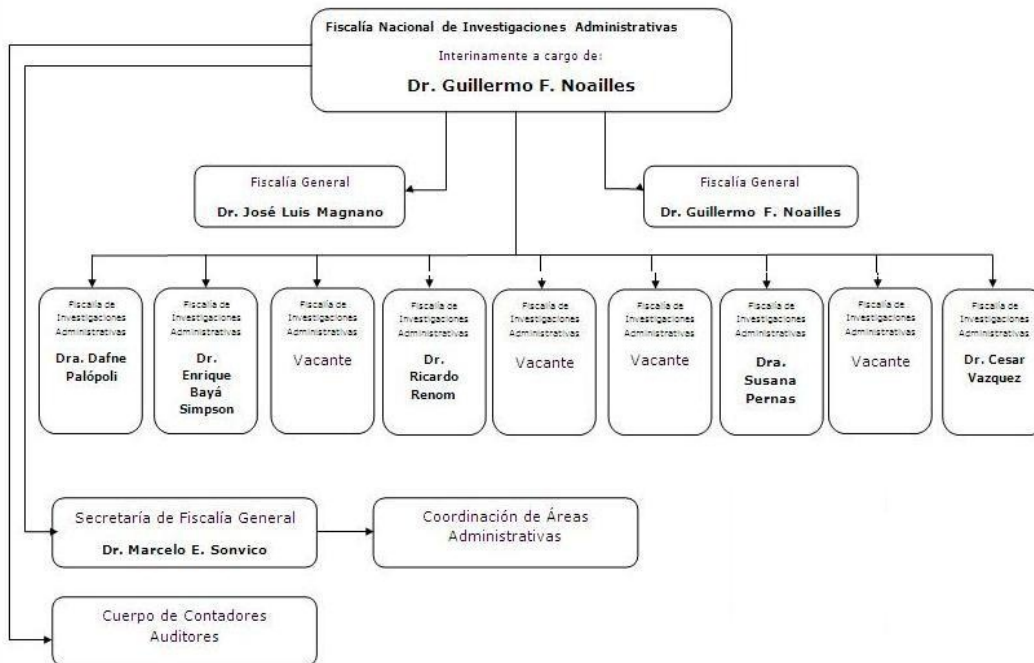 Fiscalía Nacional de Investigaciones Administrativas
Interinamente a cargo de:
Dr. Guillermo F. Noailles
Fiscalía General
Dr. José Luis Magnano
Fiscalía General
Dr. Guillermo F. Noailles
Fiscalía de
Investigaciones
Administrativas
Dra. Dafne
Palópoli
Fiscalía de
Investigaciones
Administrativas
Dr.
Enrique
Bayá
Simpson
Fiscalía de
Investigaciones
Administrativas
Vacante
Fiscalía de
Investigaciones
Administrativas
Dr.
Ricardo
Renom
Fiscalía de
Investigaciones
Administrativas
Vacante
Fiscalía de
Investigaciones
Administrativas
Vacante
Fiscalía de
Investigaciones
Administrativas
Dra.
Susana
Pernas
Fiscalía de
Investigaciones
Administrativas
Vacante
Fiscalía de
Investigaciones
Administrativas
Dr. Cesar
Vazquez
Secretaría de Fiscalía General
Dr. Marcelo E. Sonvico
Coordinación de Áreas
Administrativas
Cuerpo de Contadores
Auditores